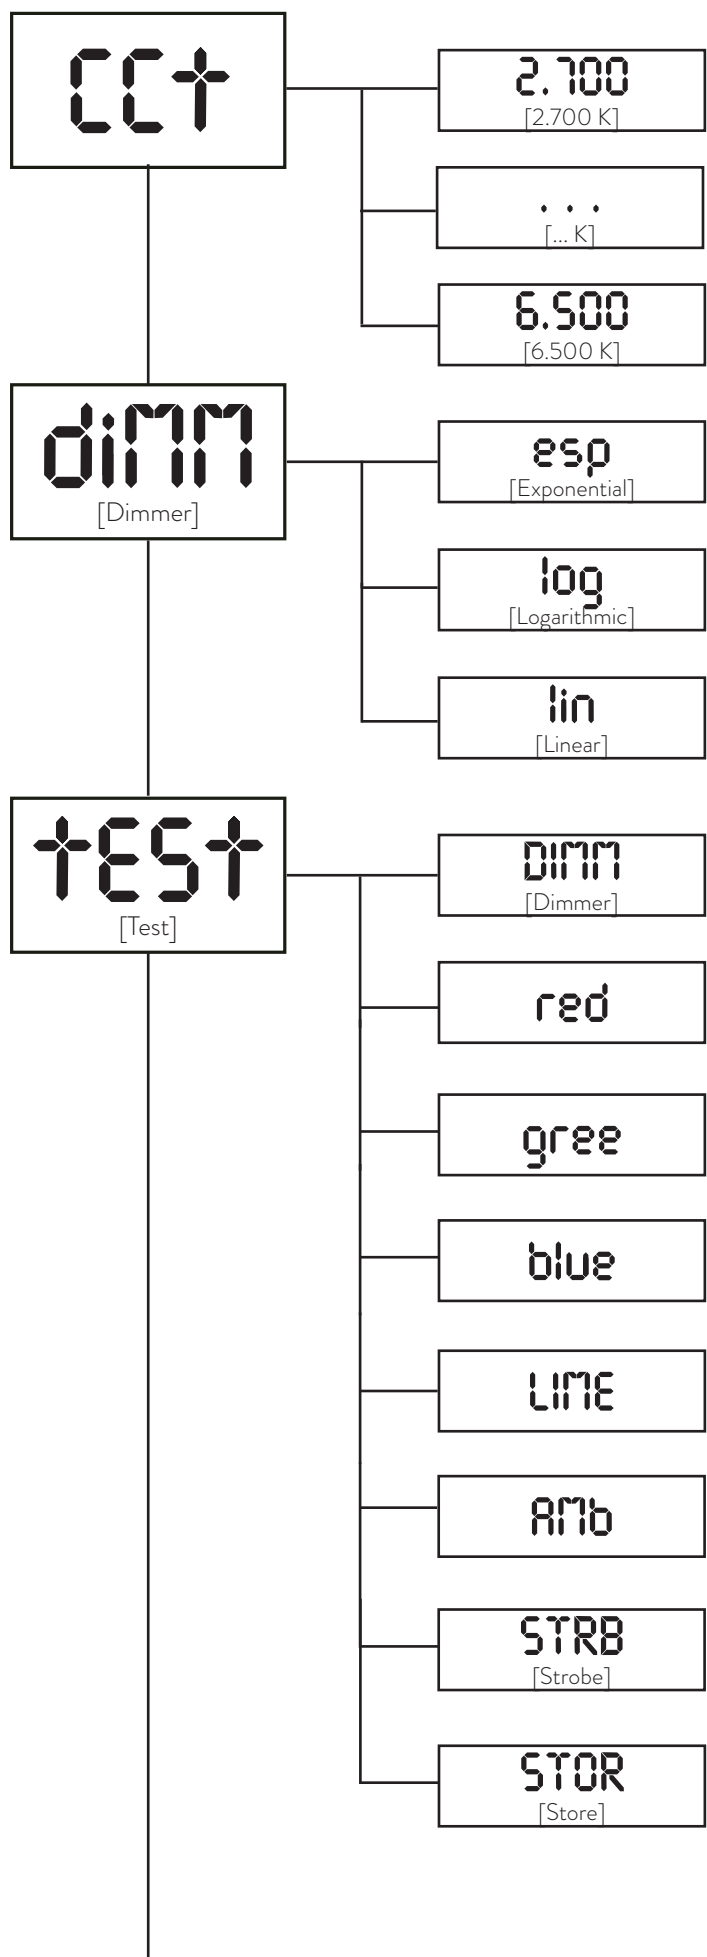 CCt
2.700
[2.700 K]
. . .
[... K]
6.500
[6.500 K]
diMM
[Dimmer]
esp
[Exponential]
log
[Logarithmic]
lin
[Linear]
tESt
[Test]
DIMM
[Dimmer]
red
gree
blue
LIME
AMb
STRB
[Strobe]
STOR
[Store]